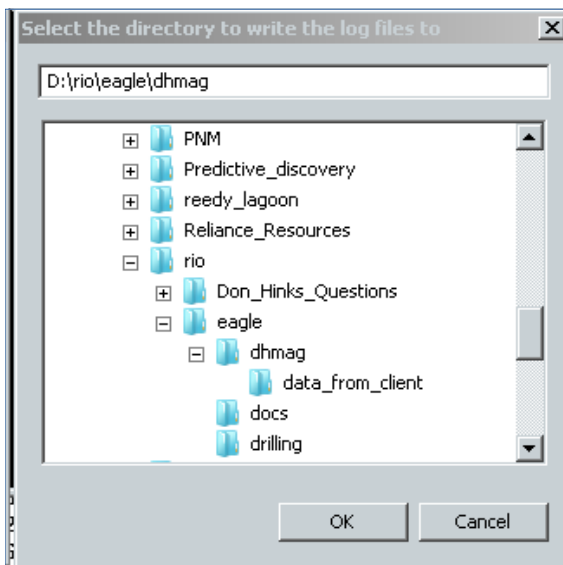 Select the directory to write the log files to
D:\rio\eagle\dhmag
PNM
Predictive_discovery
reedy_lagoon
Reliance_Resources
rio
Don_Hinks_Questions
eagle
dhmag
data_from_client
docs
drilling
OK Cancel